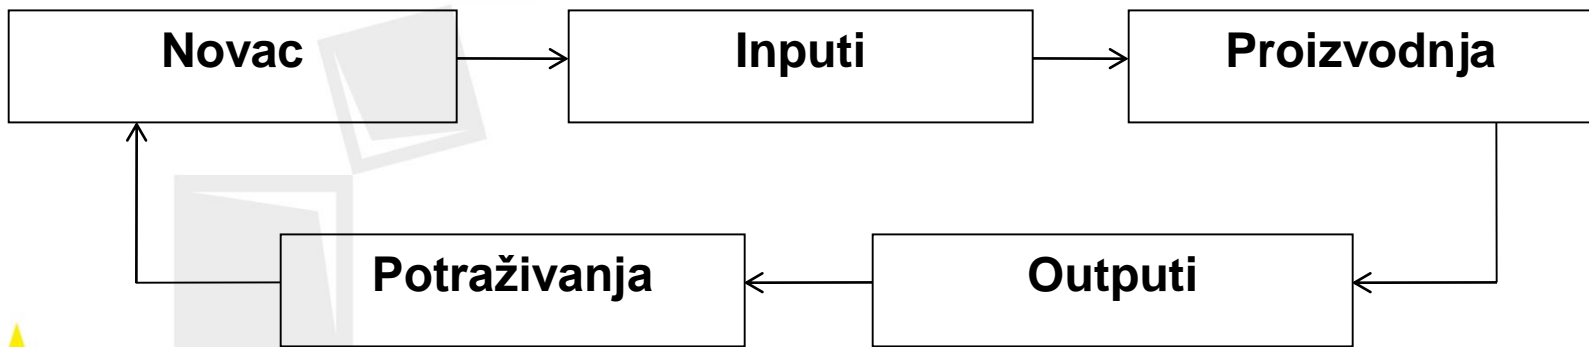 Novac
Inputi
Proizvodnja
Potraživanja
Outputi